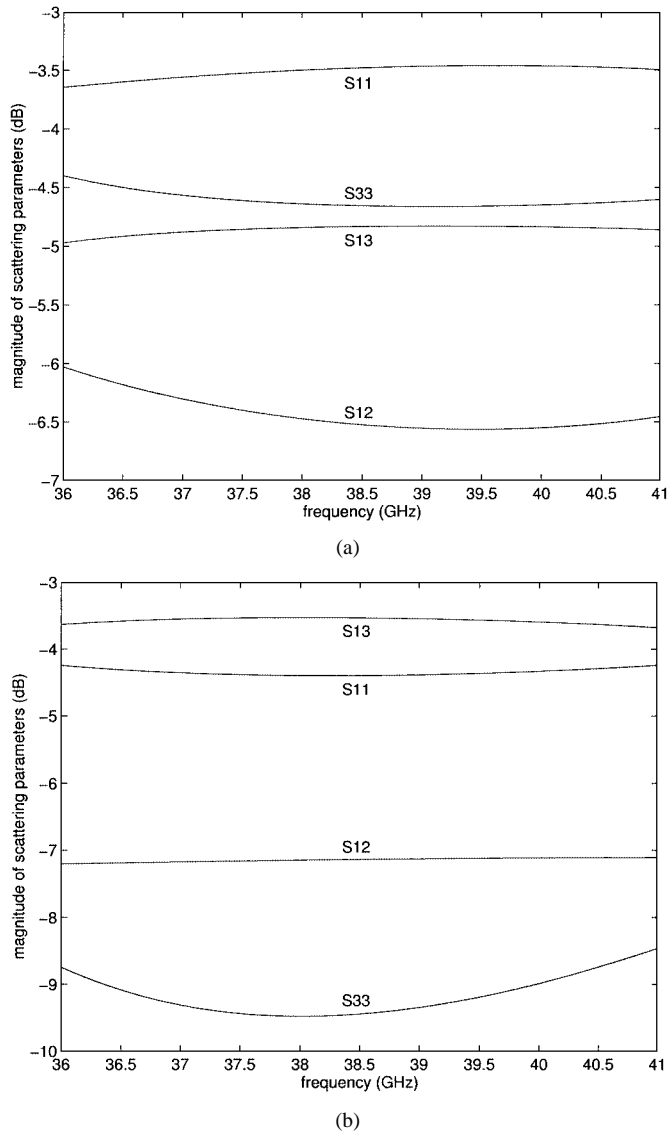 magnitude of scattering parameters (dB)
−3
−3.5
−4
−4.5
−5
−5.5
−6
−6.5
−7
S11
S33
S13
S12
36 36.5 37 37.5 38 38.5 39 39.5 40 40.5 41
frequency (GHz)
(a)
magnitude of scattering parameters (dB)
−3
−4
−5
−6
−7
−8
−9
−10
S13
S11
S12
S33
36 36.5 37 37.5 38 38.5 39 39.5 40 40.5 41
frequency (GHz)
(b)